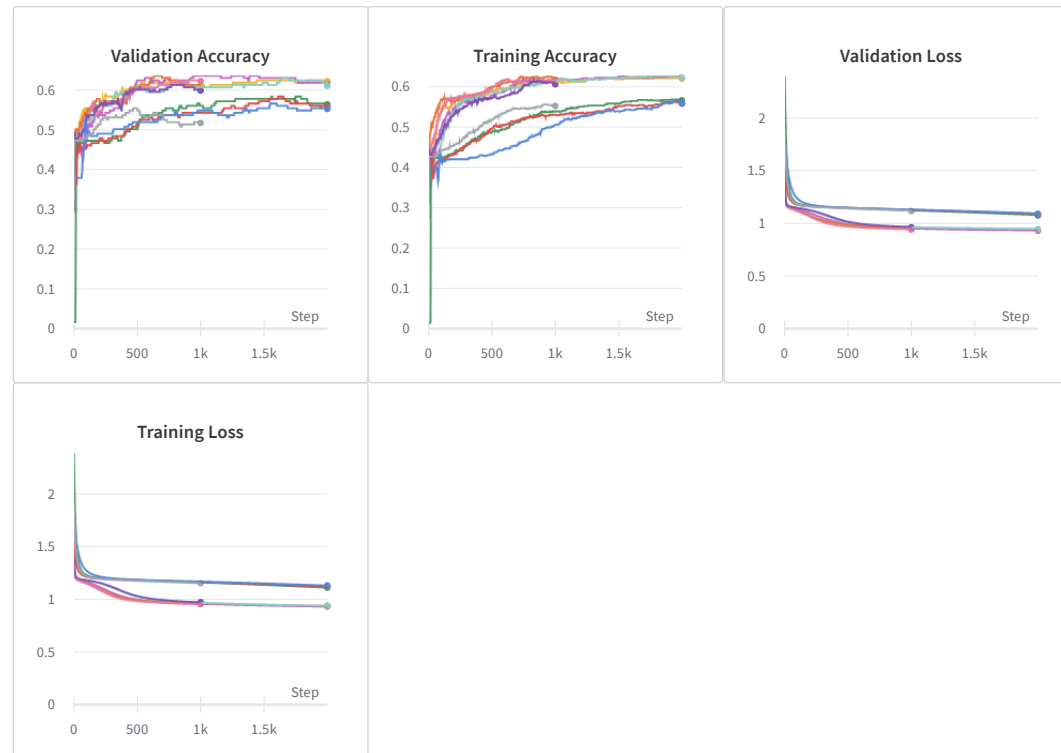 Validation Accuracy
0.6
0.5
0.4
0.3
0.2
0.1
0
Step
0 500 1k 1.5k
Training Accuracy
0.6
0.5
0.4
0.3
0.2
0.1
0
Step
0 500 1k 1.5k
Validation Loss
2
1.5
1
0.5
0
Step
0 500 1k 1.5k
Training Loss
2
1.5
1
0.5
0
Step
0 500 1k 1.5k